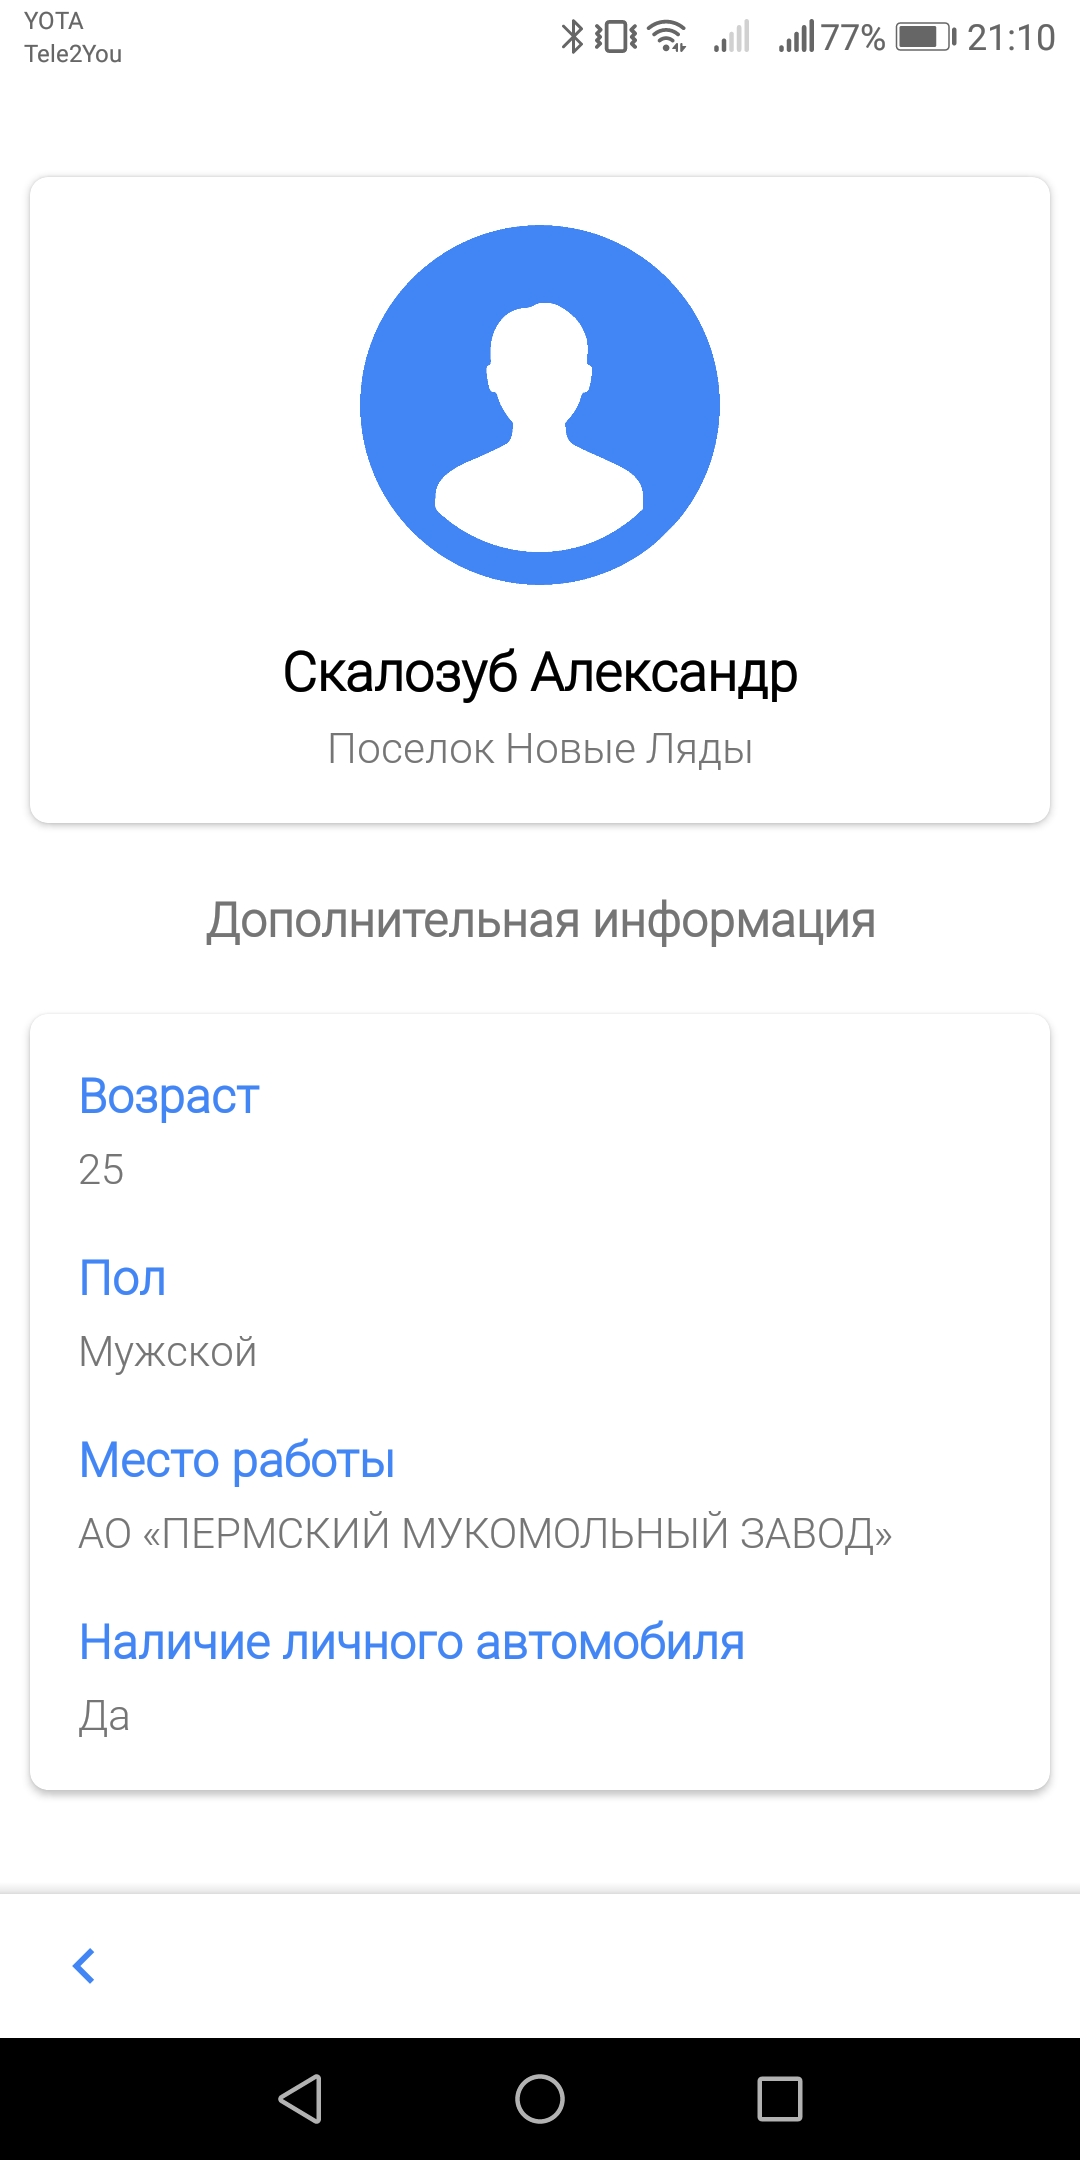 YOTA
Tele2You
77% 21:10
Скалозуб Александр
Поселок Новые Ляды
Дополнительная информация
Возраст
25
Пол
Мужской
Место работы
АО «ПЕРМСКИЙ МУКОМОЛЬНЫЙ ЗАВОД»
Наличие личного автомобиля
Да